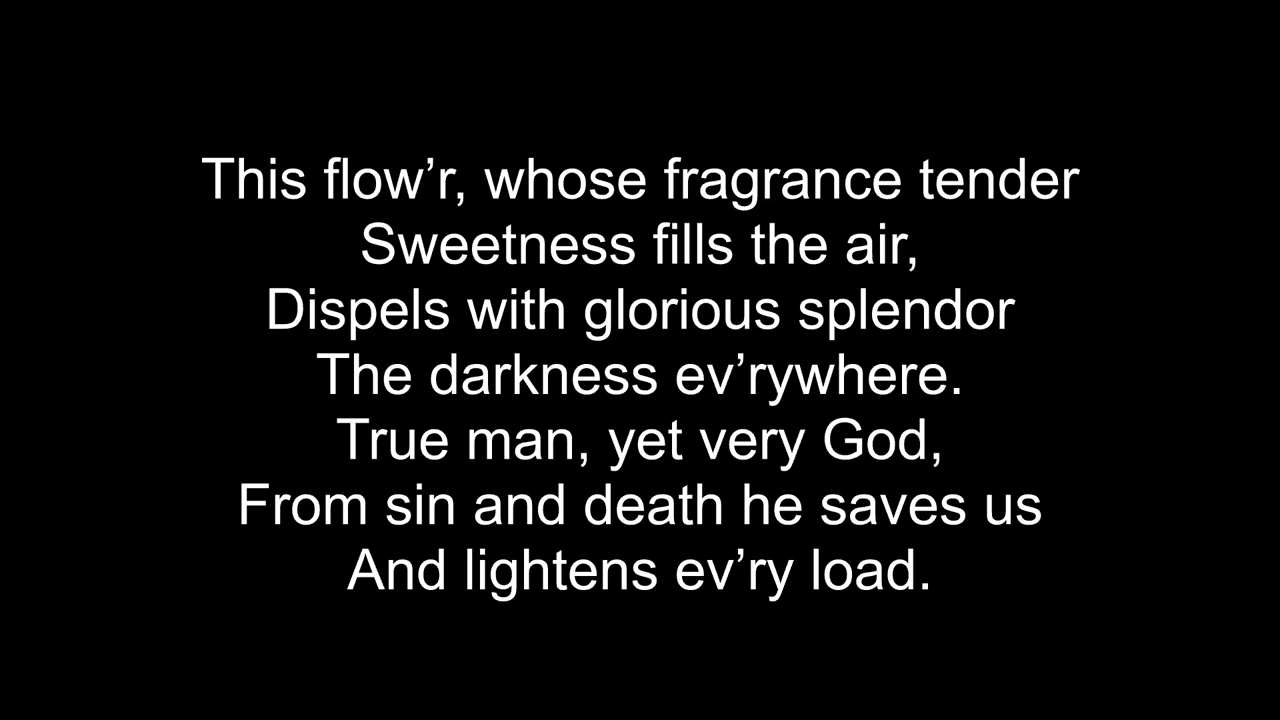 This flow’r, whose fragrance tender
Sweetness fills the air,
Dispels with glorious splendor
The darkness ev’rywhere.
True man, yet very God,
From sin and death he saves us
And lightens ev’ry load.